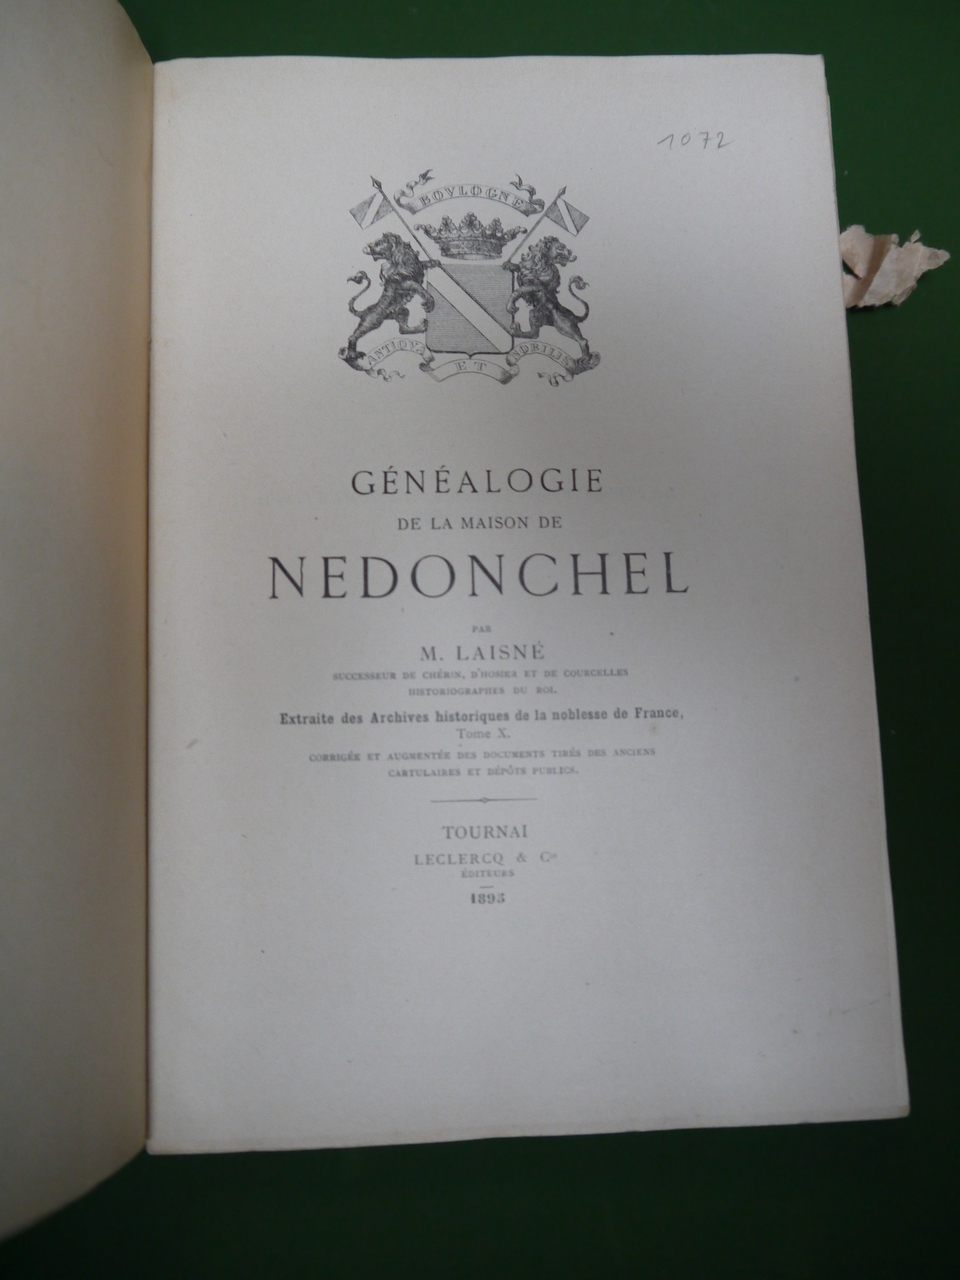 1072
BOVLOGNE
ANTIQVA ET NOBILIS
GÉNÉALOGIE
DE LA MAISON DE
NEDONCHEL
PAR
M. LAISNÉ
SUCCESSEUR DE CHÉRIN, D'HOSIER ET DE COURCELLES
HISTORIOGRAPHES DU ROI.
Extraite des Archives historiques de la noblesse de France,
Tome X.
CORRIGÉE ET AUGMENTÉE DES DOCUMENTS TIRÉS DES ANCIENS
CARTULAIRES ET DÉPÔTS PUBLICS.
TOURNAI
LECLERCQ & Cie
ÉDITEURS
1895